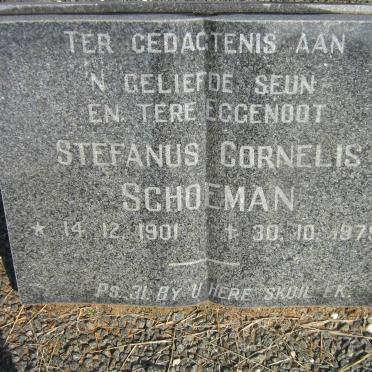 TER GEDAGTENIS AAN
'N GELIEFDE SEUN
EN TERE EGGENOOT
STEFANUS CORNELIS
SCHOEMAN
* 14. 12. 1901 † 30. 10. 1979
PS. 31. BY U HERE SKUIL EK